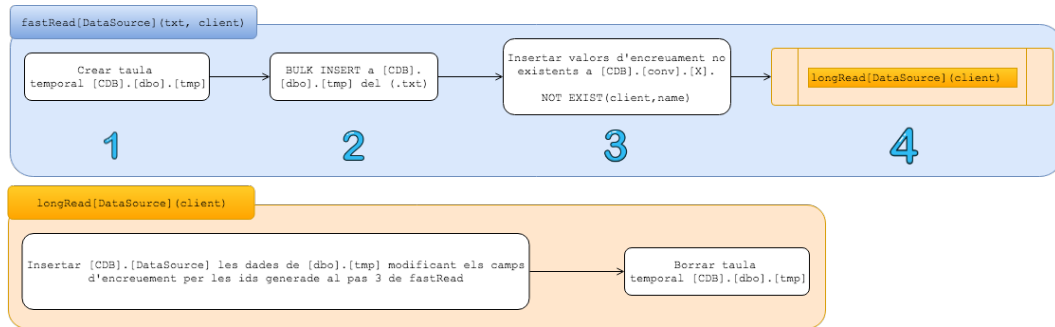 fastRead[DataSource](txt, client)
Crear taula
temporal [CDB].[dbo].[tmp]
BULK INSERT a [CDB].
[dbo].[tmp] del (.txt)
Insertar valors d'encreuament no
existents a [CDB].[conv].[X].
NOT EXIST(client,name)
longRead[DataSource](client)
1
2
3
4
longRead[DataSource](client)
Insertar [CDB].[DataSource] les dades de [dbo].[tmp] modificant els camps
d'encreuement per les ids generade al pas 3 de fastRead
Borrar taula
temporal [CDB].[dbo].[tmp]